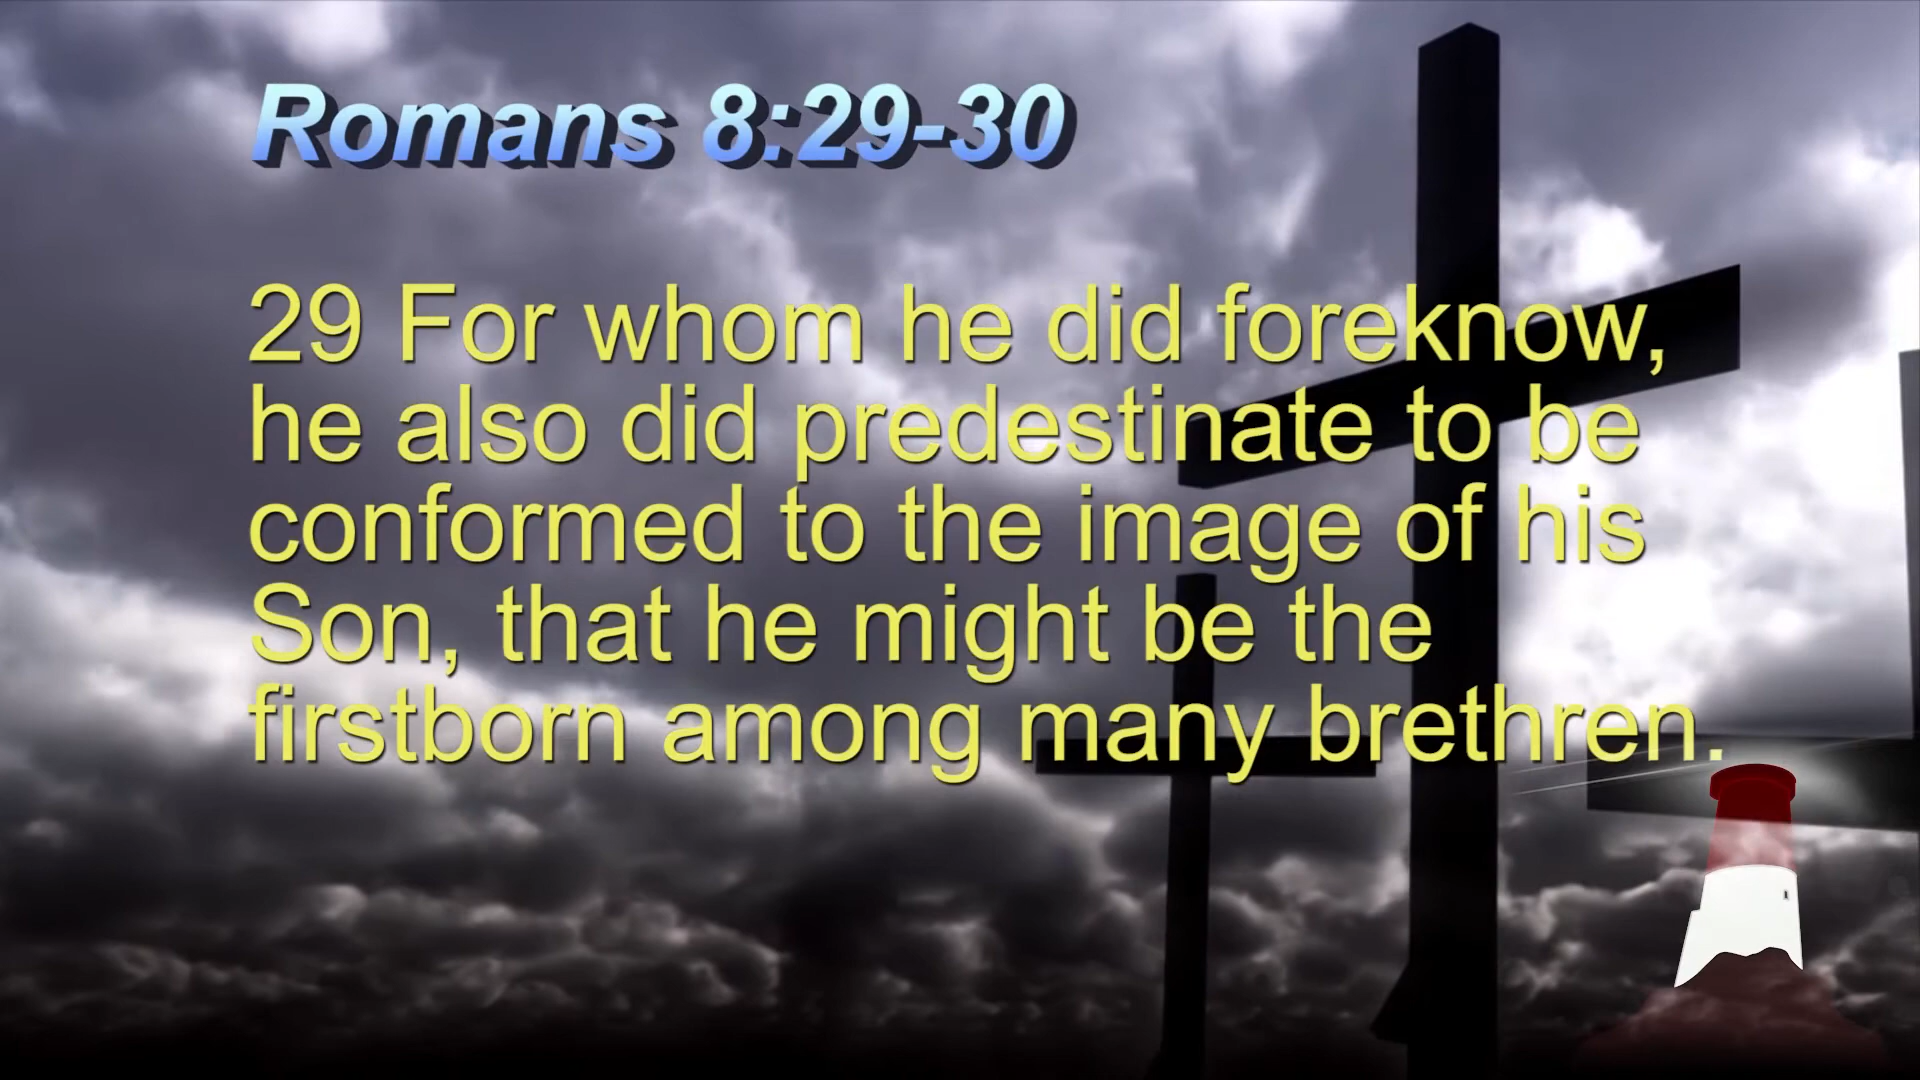 Romans 8:29-30
29 For whom he did foreknow,
he also did predestinate to be
conformed to the image of his
Son, that he might be the
firstborn among many brethren.